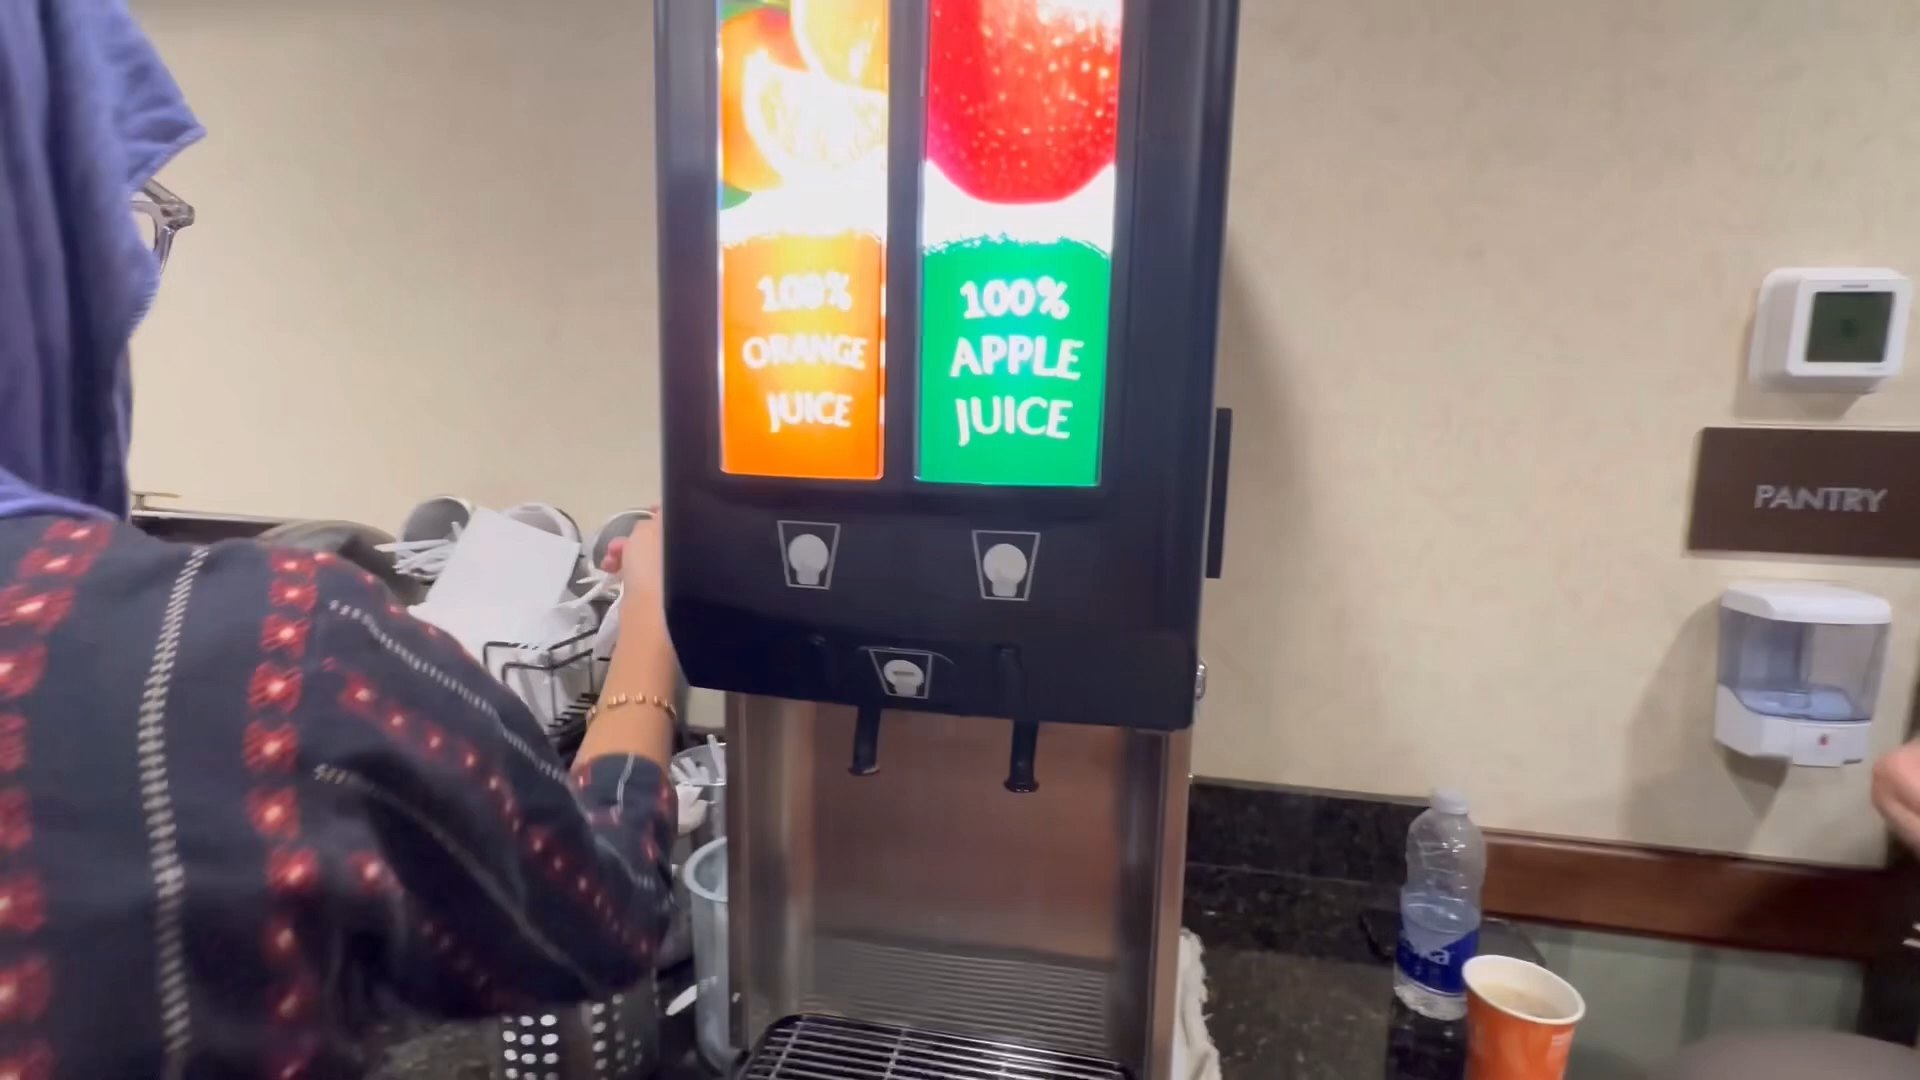 100%
ORANGE
JUICE
100%
APPLE
JUICE
PANTRY